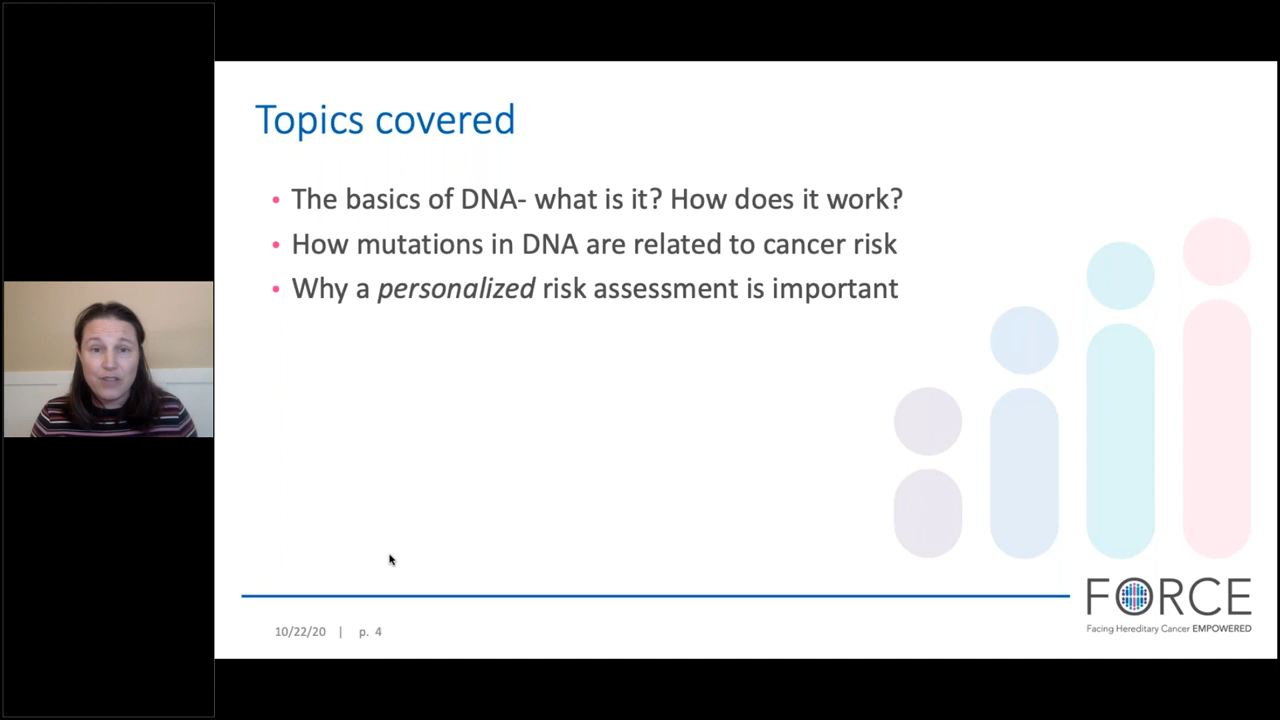 Topics covered
• The basics of DNA- what is it? How does it work?
• How mutations in DNA are related to cancer risk
• Why a personalized risk assessment is important
FORCE
Facing Hereditary Cancer EMPOWERED
10/22/20 | p. 4